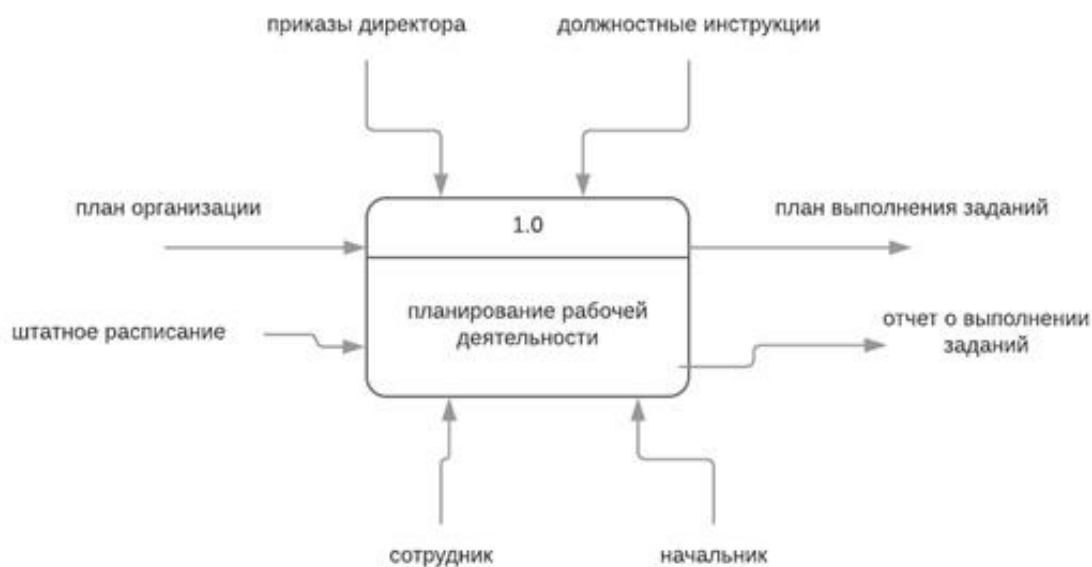 приказы директора
должностные инструкции
план организации
1.0
план выполнения заданий
штатное расписание
планирование рабочей
деятельности
отчет о выполнении
заданий
сотрудник
начальник